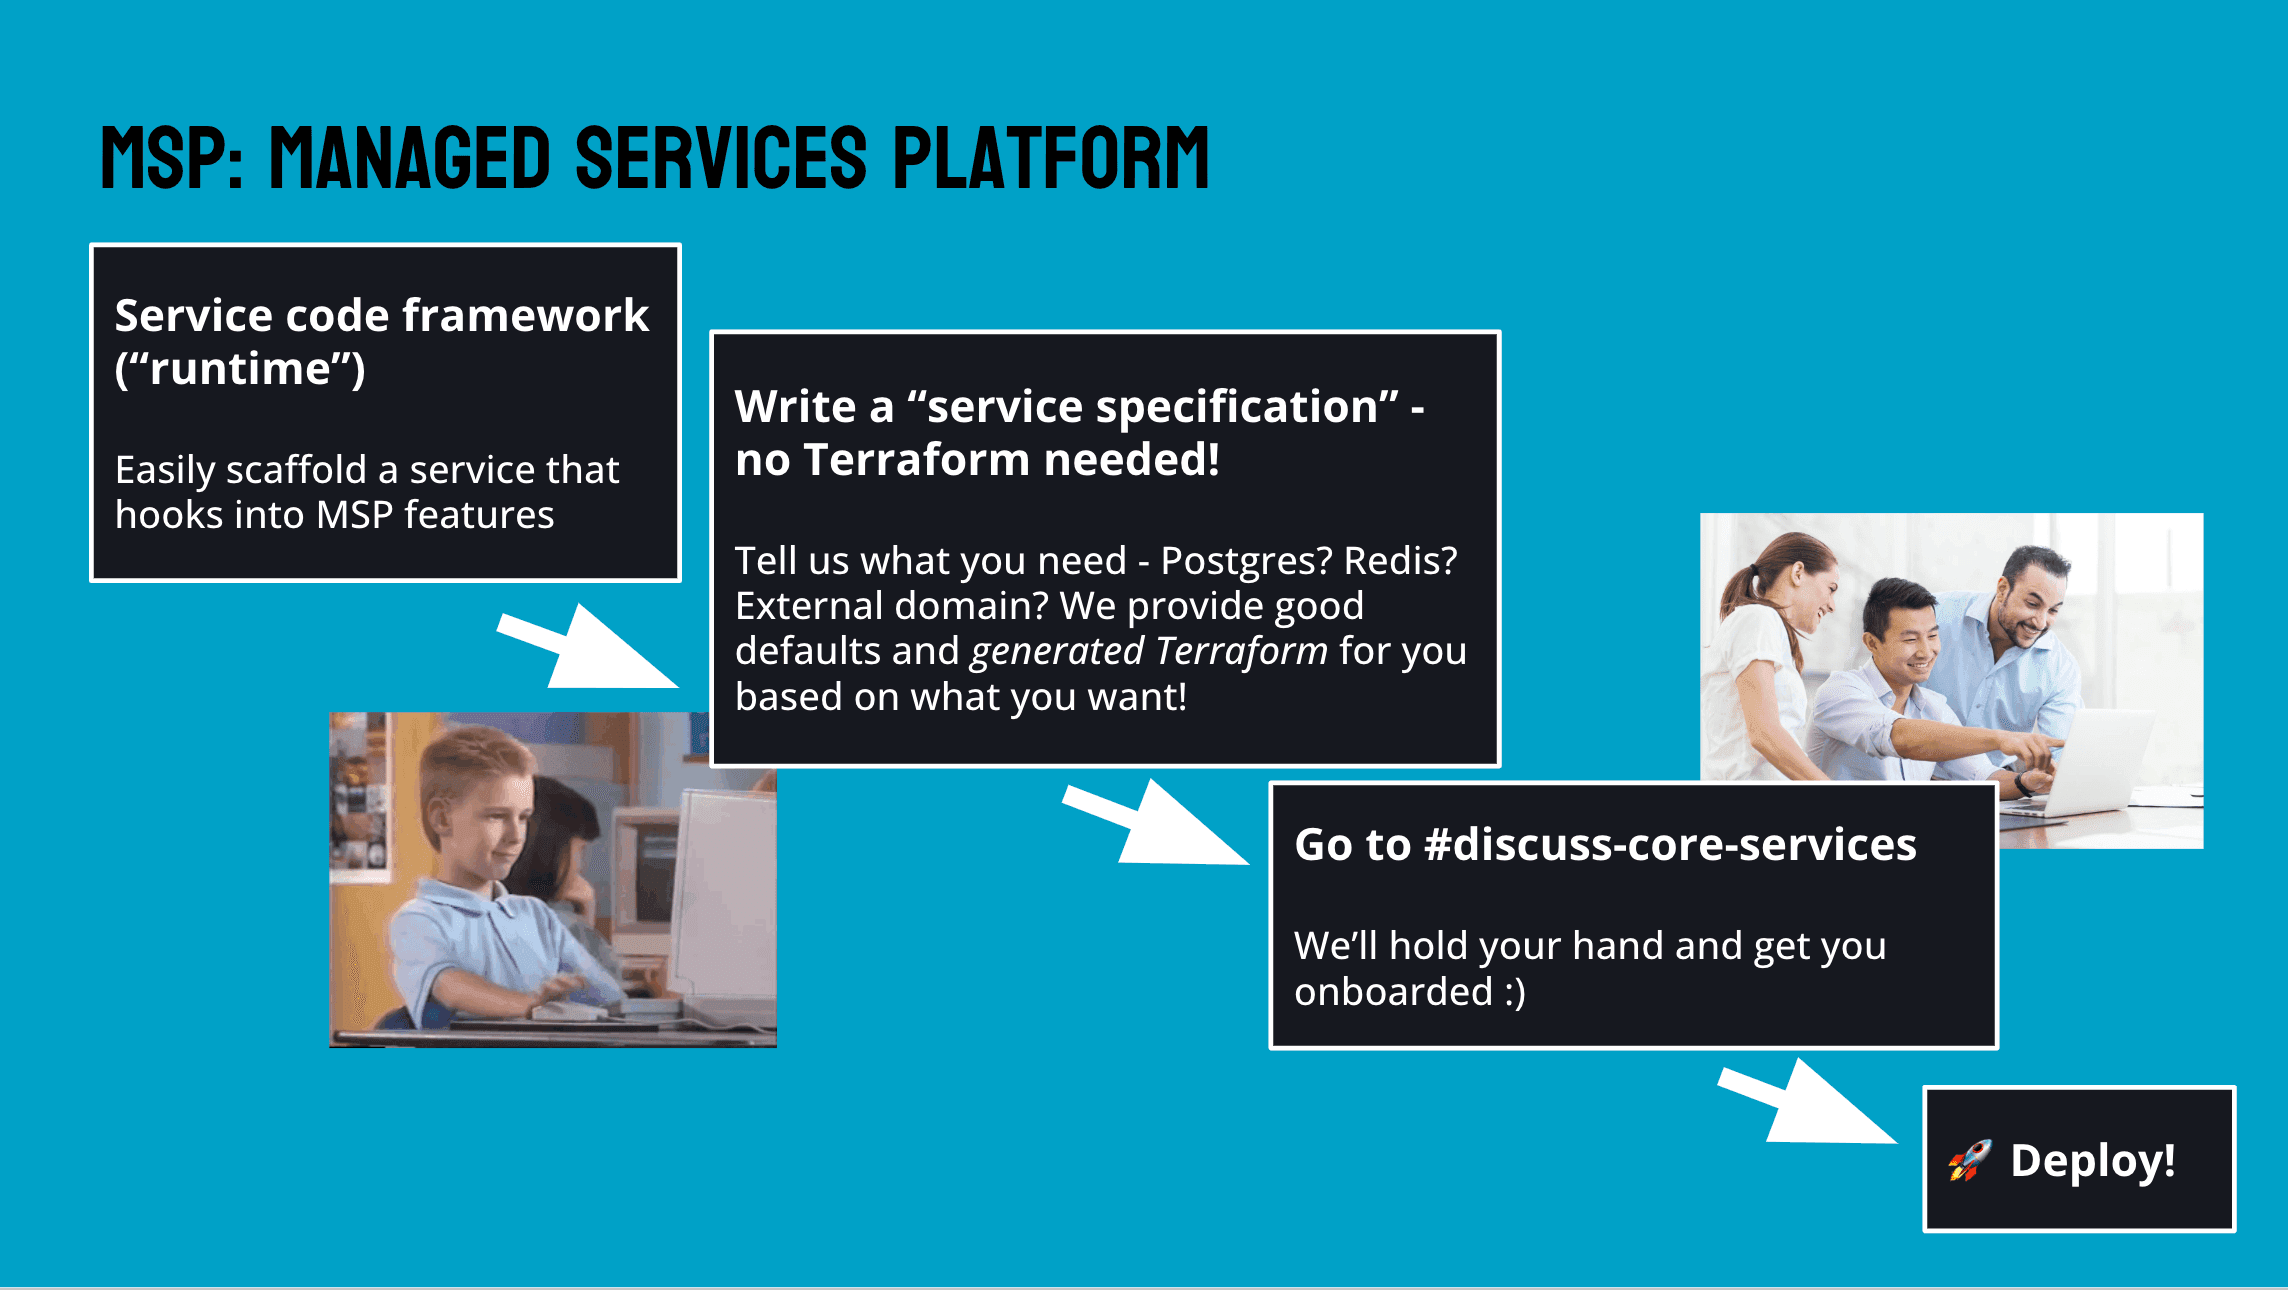 MSP: MANAGED SERVICES PLATFORM
Service code framework
(“runtime”)
Easily scaffold a service that
hooks into MSP features
Write a “service specification” -
no Terraform needed!
Tell us what you need - Postgres? Redis?
External domain? We provide good
defaults and generated Terraform for you
based on what you want!
Go to #discuss-core-services
We’ll hold your hand and get you
onboarded :)
🚀 Deploy!